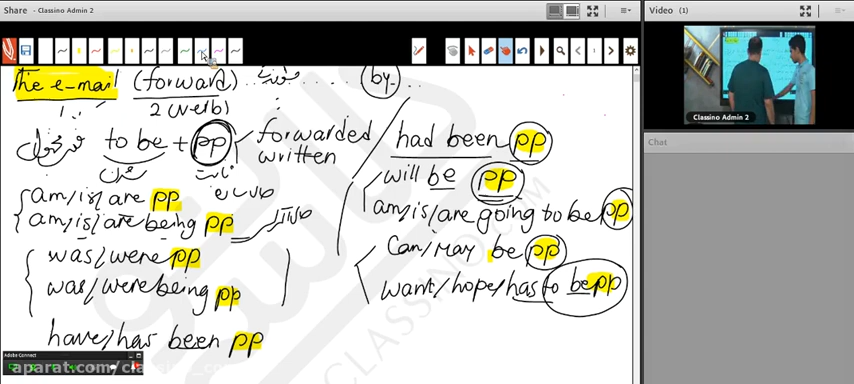 Share - Classino Admin 2
Video (1)
The e-mail (forward) .......... by ..
1. 2 (verb)
to be + pp
forwarded
written
am/is/are pp
am/is/are being pp
was/were pp
was/were being pp
have/has been pp
had been pp
will be pp
am/is/are going to be pp
Can/may be pp
want/hope/has to be pp
Classino Admin 2
Chat
Adobe Connect
CLASSINO.COM